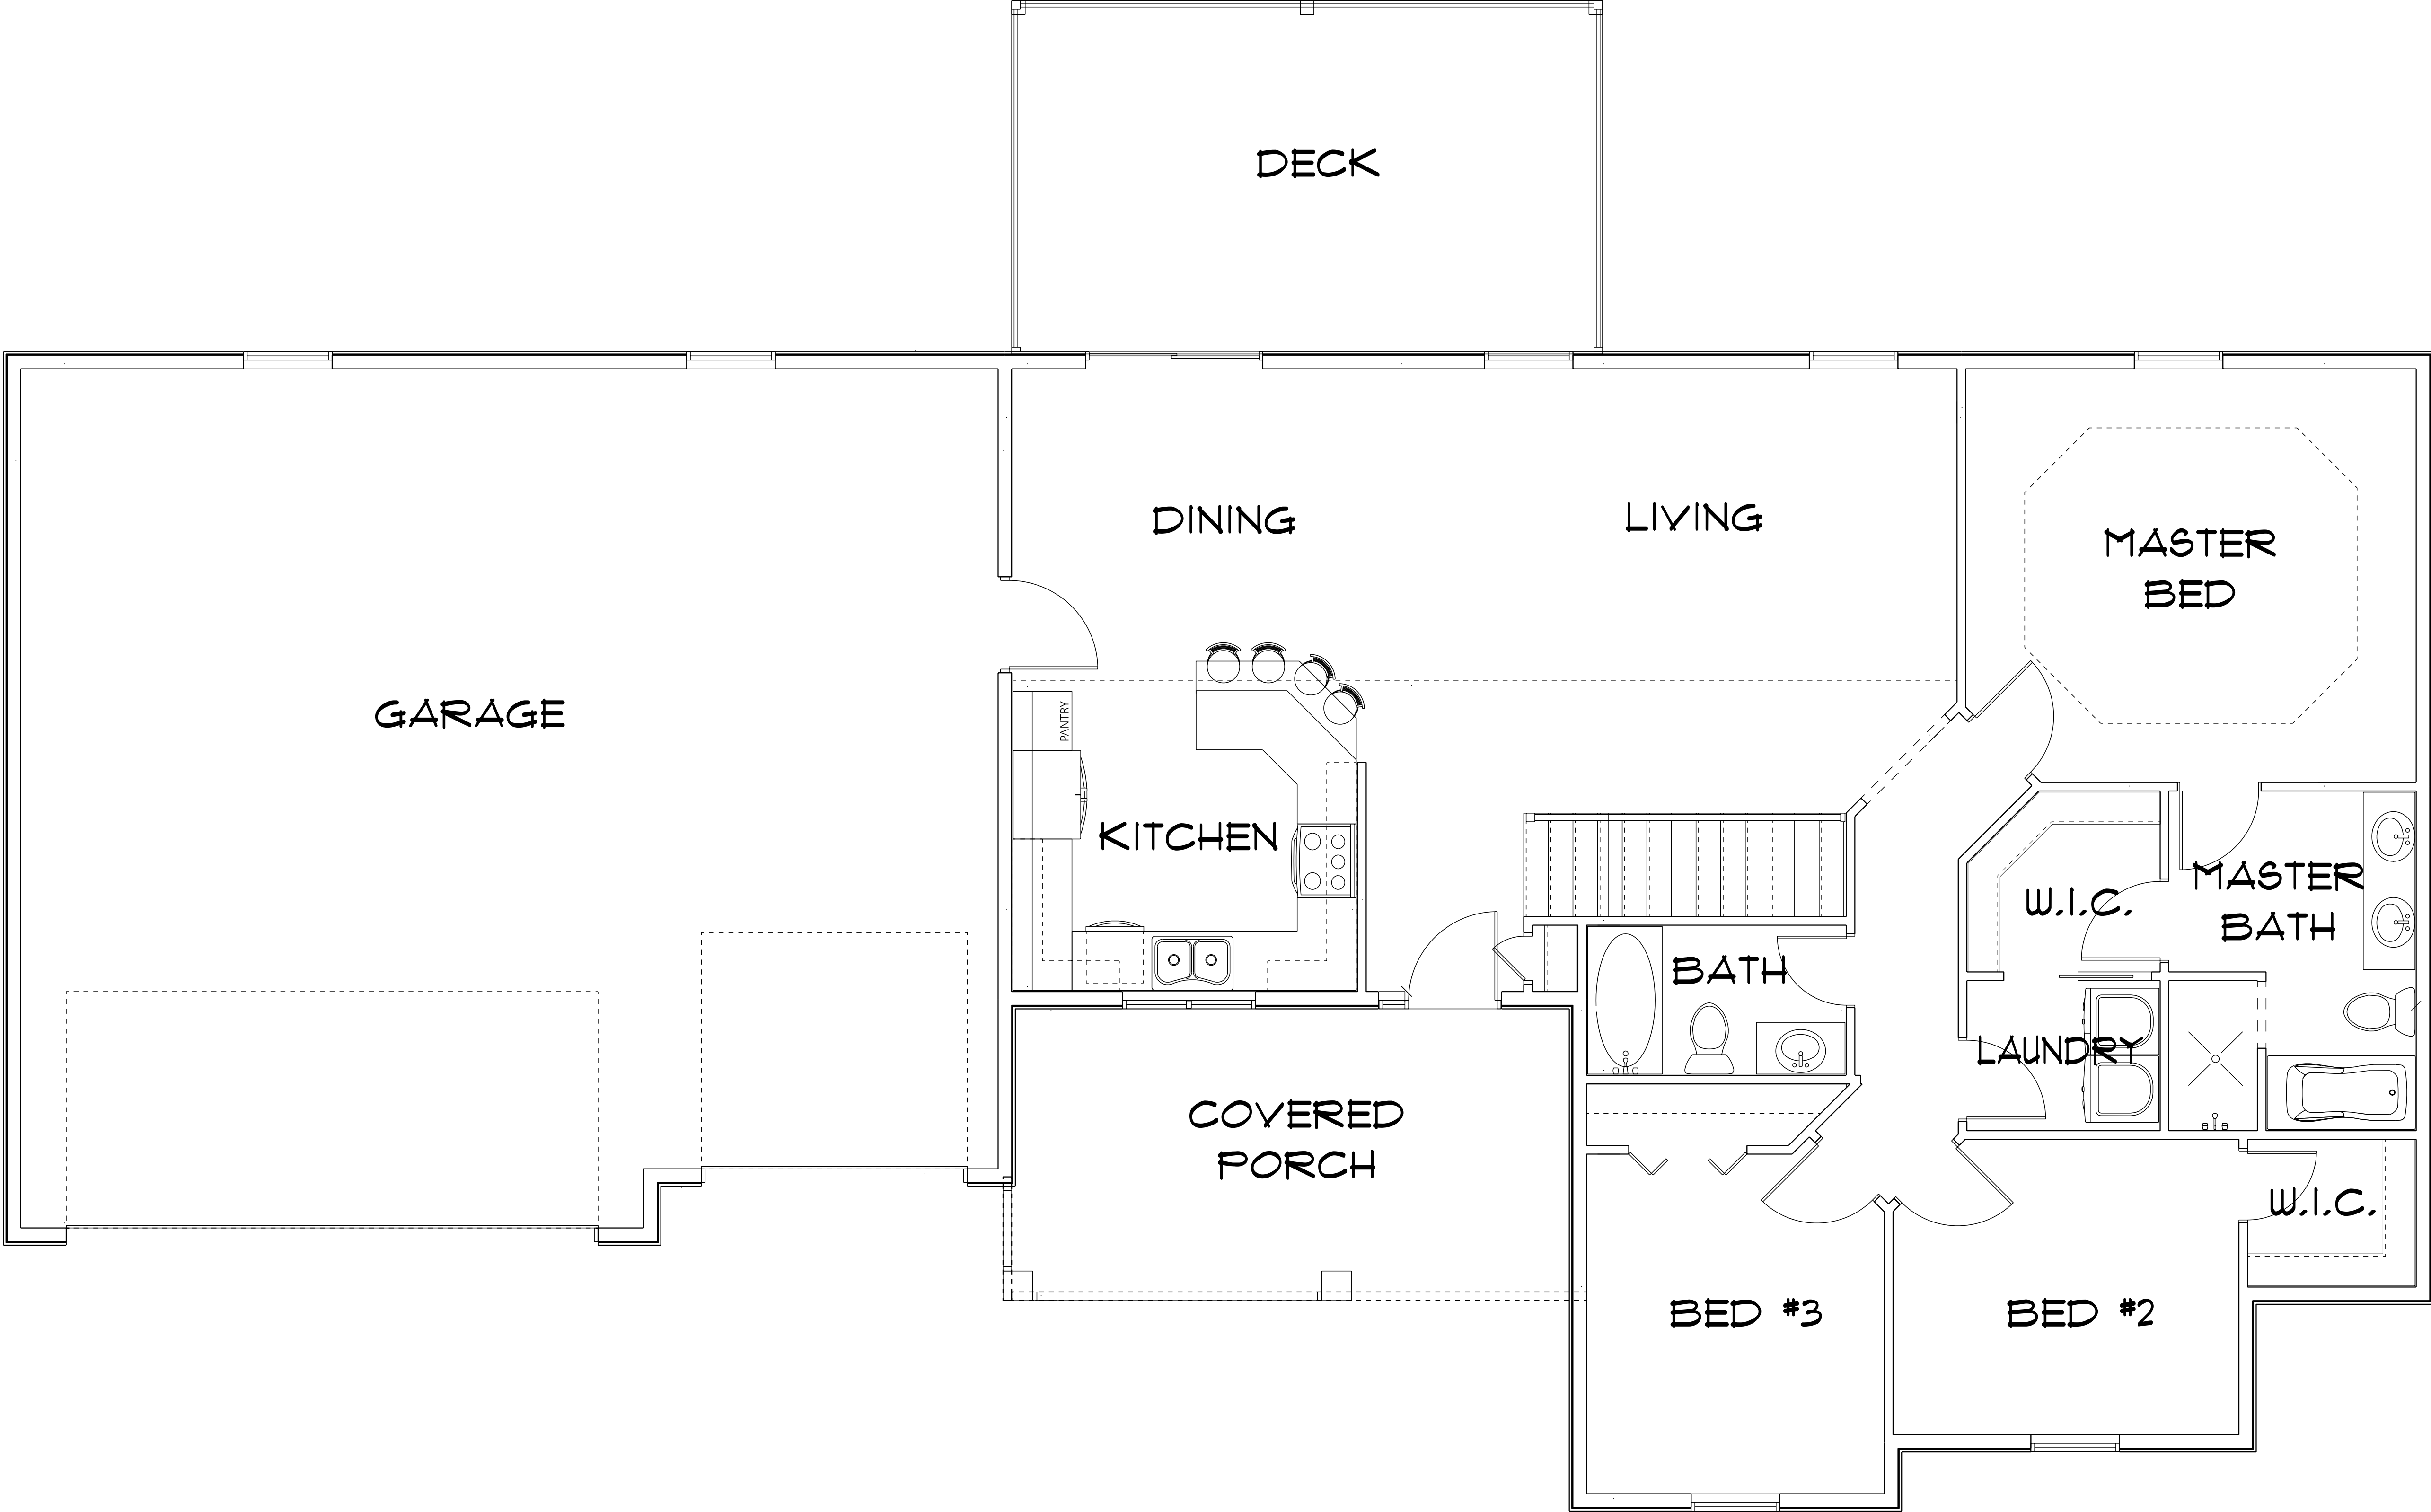 DECK
DINING
LIVING
MASTER
BED
GARAGE
PANTRY
KITCHEN
W.I.C.
MASTER
BATH
BATH
LAUNDRY
COVERED
PORCH
W.I.C.
BED #3
BED #2